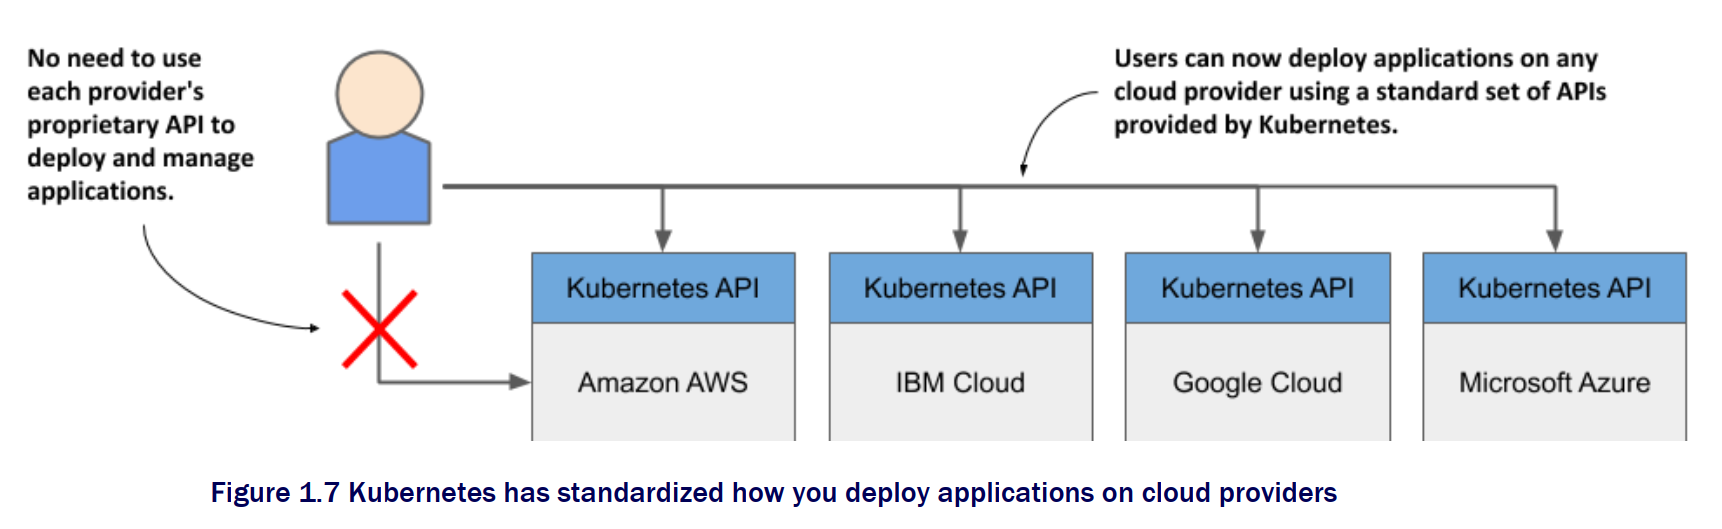 No need to use
each provider's
proprietary API to
deploy and manage
applications.
Users can now deploy applications on any
cloud provider using a standard set of APIs
provided by Kubernetes.
Kubernetes API
Kubernetes API
Kubernetes API
Kubernetes API
Amazon AWS
IBM Cloud
Google Cloud
Microsoft Azure
Figure 1.7 Kubernetes has standardized how you deploy applications on cloud providers